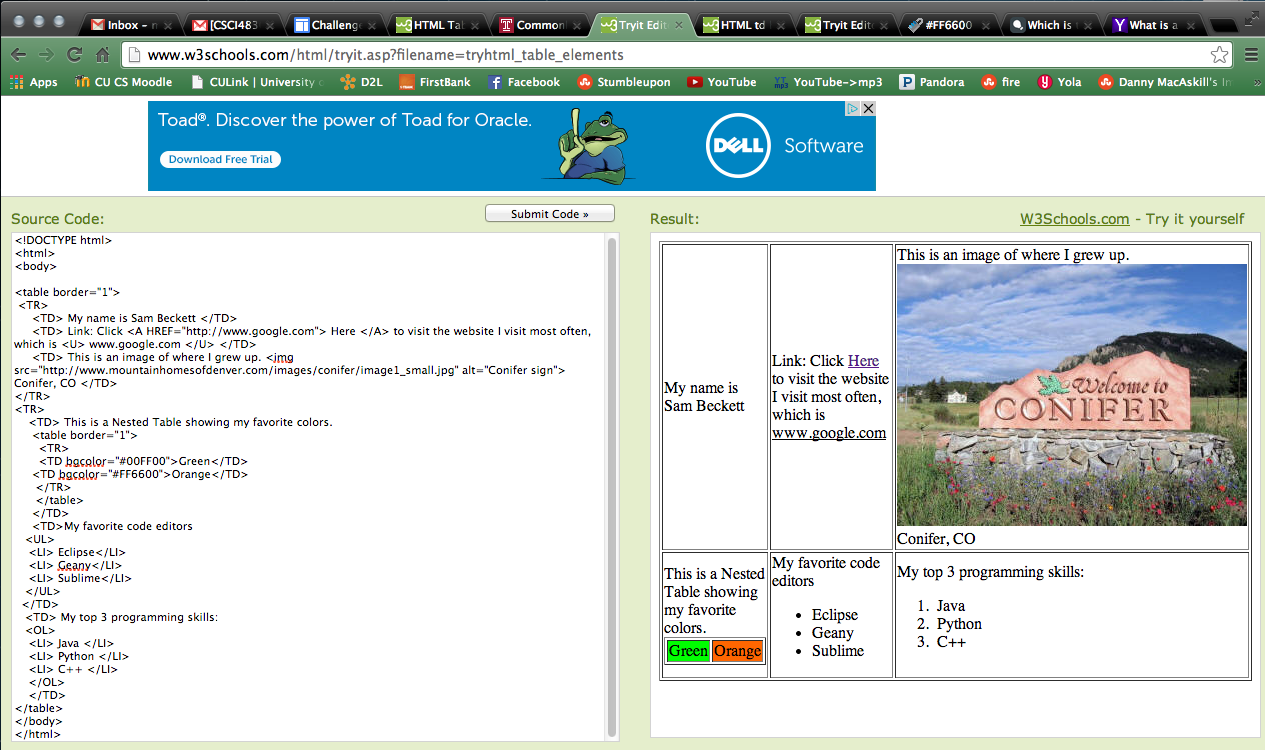 Inbox – n
[CSCI483
Challenge
HTML Tal
Common
Tryit Edit
HTML td
Tryit Edit
#FF6600
Which is
What is a
www.w3schools.com/html/tryit.asp?filename=tryhtml_table_elements
Apps CU CS Moodle CULink | University D2L FirstBank Facebook Stumbleupon YouTube YouTube->mp3 Pandora fire Yola Danny MacAskill's In »
Toad®. Discover the power of Toad for Oracle.
Download Free Trial
DELL Software
Source Code:
Submit Code »
<!DOCTYPE html>
<html>
<body>
<table border="1">
<TR>
<TD> My name is Sam Beckett </TD>
<TD> Link: Click <A HREF="http://www.google.com"> Here </A> to visit the website I visit most often,
which is <U> www.google.com </U> </TD>
<TD> This is an image of where I grew up. <img
src="http://www.mountainhomesofdenver.com/images/conifer/image1_small.jpg" alt="Conifer sign">
Conifer, CO </TD>
</TR>
<TR>
<TD> This is a Nested Table showing my favorite colors.
<table border="1">
<TR>
<TD bgcolor="#00FF00">Green</TD>
<TD bgcolor="#FF6600">Orange</TD>
</TR>
</table>
</TD>
<TD>My favorite code editors
<UL>
<LI> Eclipse</LI>
<LI> Geany</LI>
<LI> Sublime</LI>
</UL>
</TD>
<TD> My top 3 programming skills:
<OL>
<LI> Java </LI>
<LI> Python </LI>
<LI> C++ </LI>
</OL>
</TD>
</table>
</body>
</html>
Result:
W3Schools.com - Try it yourself
My name is
Sam Beckett
Link: Click Here
to visit the website
I visit most often,
which is
www.google.com
This is an image of where I grew up.
Welcome to
CONIFER
Conifer, CO
This is a Nested
Table showing
my favorite
colors.
Green Orange
My favorite code
editors
• Eclipse
• Geany
• Sublime
My top 3 programming skills:
1. Java
2. Python
3. C++